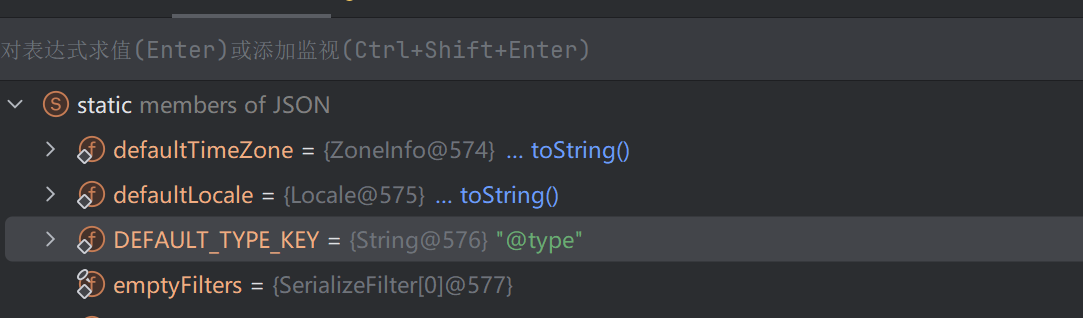 对表达式求值(Enter)或添加监视(Ctrl+Shift+Enter)
static members of JSON
defaultTimeZone = {ZoneInfo@574} ... toString()
defaultLocale = {Locale@575} ... toString()
DEFAULT_TYPE_KEY = {String@576} "@type"
emptyFilters = {SerializeFilter[0]@577}